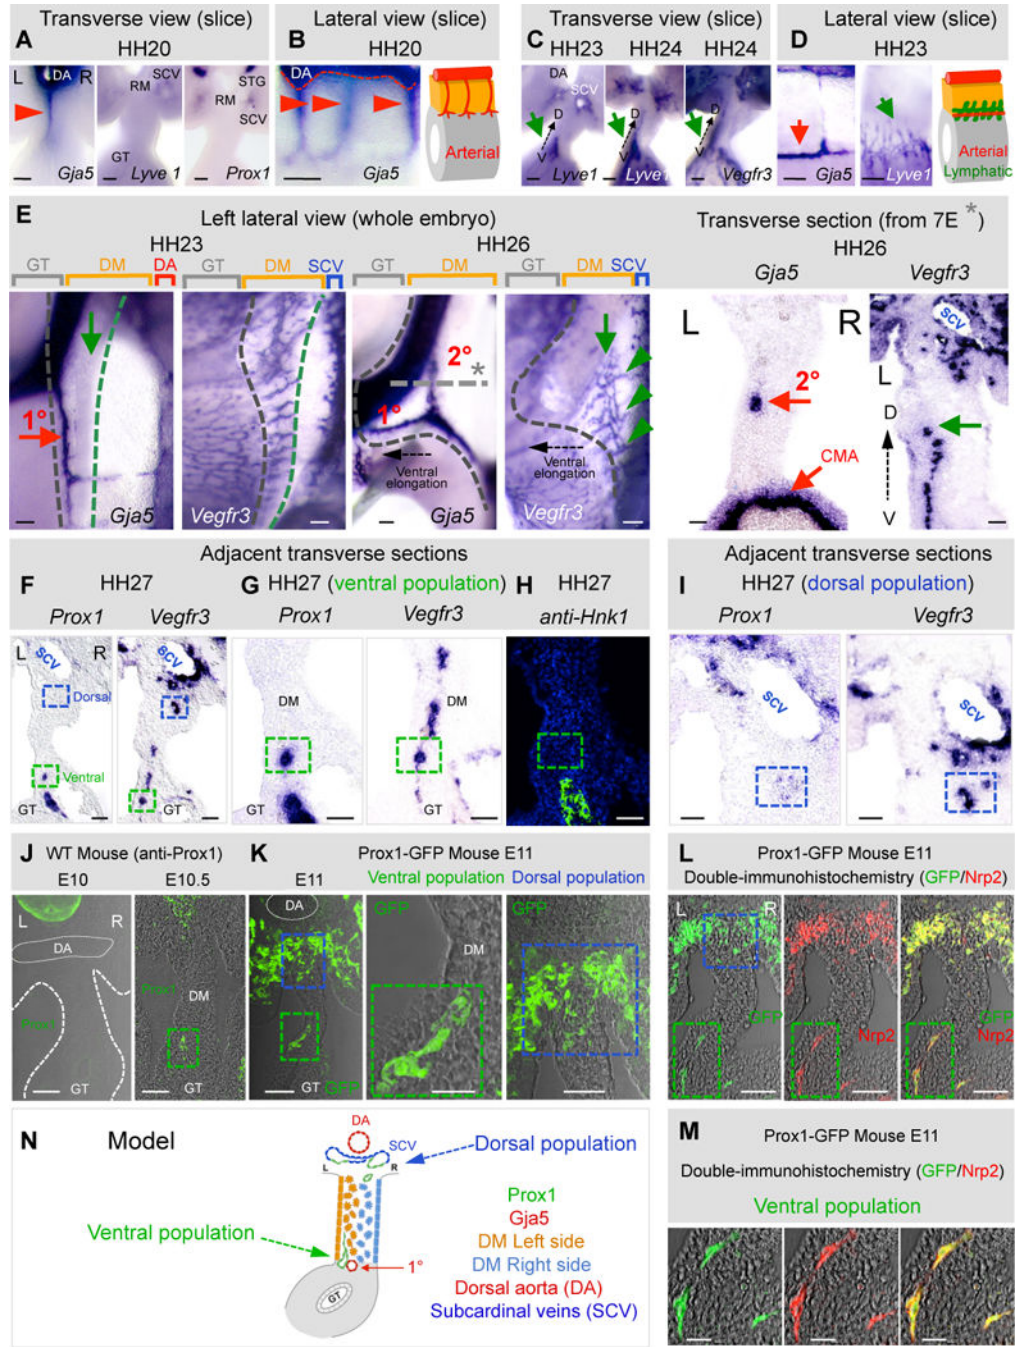 Transverse view (slice)
Lateral view (slice)
Transverse view (slice)
Lateral view (slice)
A
HH20
B
HH20
C
HH23
HH24
HH24
D
HH23
L
DA
R
RM
SCV
GT
Gja5
Lyve 1
STG
RM
SCV
Prox1
DA
Gja5
Arterial
DA
SCV
D
V
Lyve1
D
V
Lyve1
D
V
Vegfr3
Gja5
Lyve1
Arterial
Lymphatic
E
Left lateral view (whole embryo)
Transverse section (from 7E *)
HH23
HH26
HH26
GT
DM
DA
GT
DM
SCV
GT
DM
GT
DM
SCV
Gja5
Vegfr3
1°
Gja5
Vegfr3
2°
*
1°
Ventral elongation
Gja5
Ventral elongation
Vegfr3
L
R
2°
CMA
SCV
L
D
V
Adjacent transverse sections
Adjacent transverse sections
F
HH27
G
HH27 (ventral population)
H
HH27
I
HH27 (dorsal population)
Prox1
Vegfr3
Prox1
Vegfr3
anti-Hnk1
Prox1
Vegfr3
L
R
SCV
Dorsal
Ventral
GT
SCV
GT
DM
DM
GT
SCV
SCV
J
WT Mouse (anti-Prox1)
K
Prox1-GFP Mouse E11
L
Prox1-GFP Mouse E11
E10
E10.5
E11
Ventral population
Dorsal population
Double-immunohistochemistry (GFP/Nrp2)
L
R
DA
Prox1
GT
Prox1
DM
GT
DA
GT
GFP
GFP
DM
GFP
L
R
GFP
Nrp2
GFP
Nrp2
N
Model
DA
SCV
L
R
Dorsal population
Ventral population
1°
GT
Prox1
Gja5
DM Left side
DM Right side
Dorsal aorta (DA)
Subcardinal veins (SCV)
M
Prox1-GFP Mouse E11
Double-immunohistochemistry (GFP/Nrp2)
Ventral population